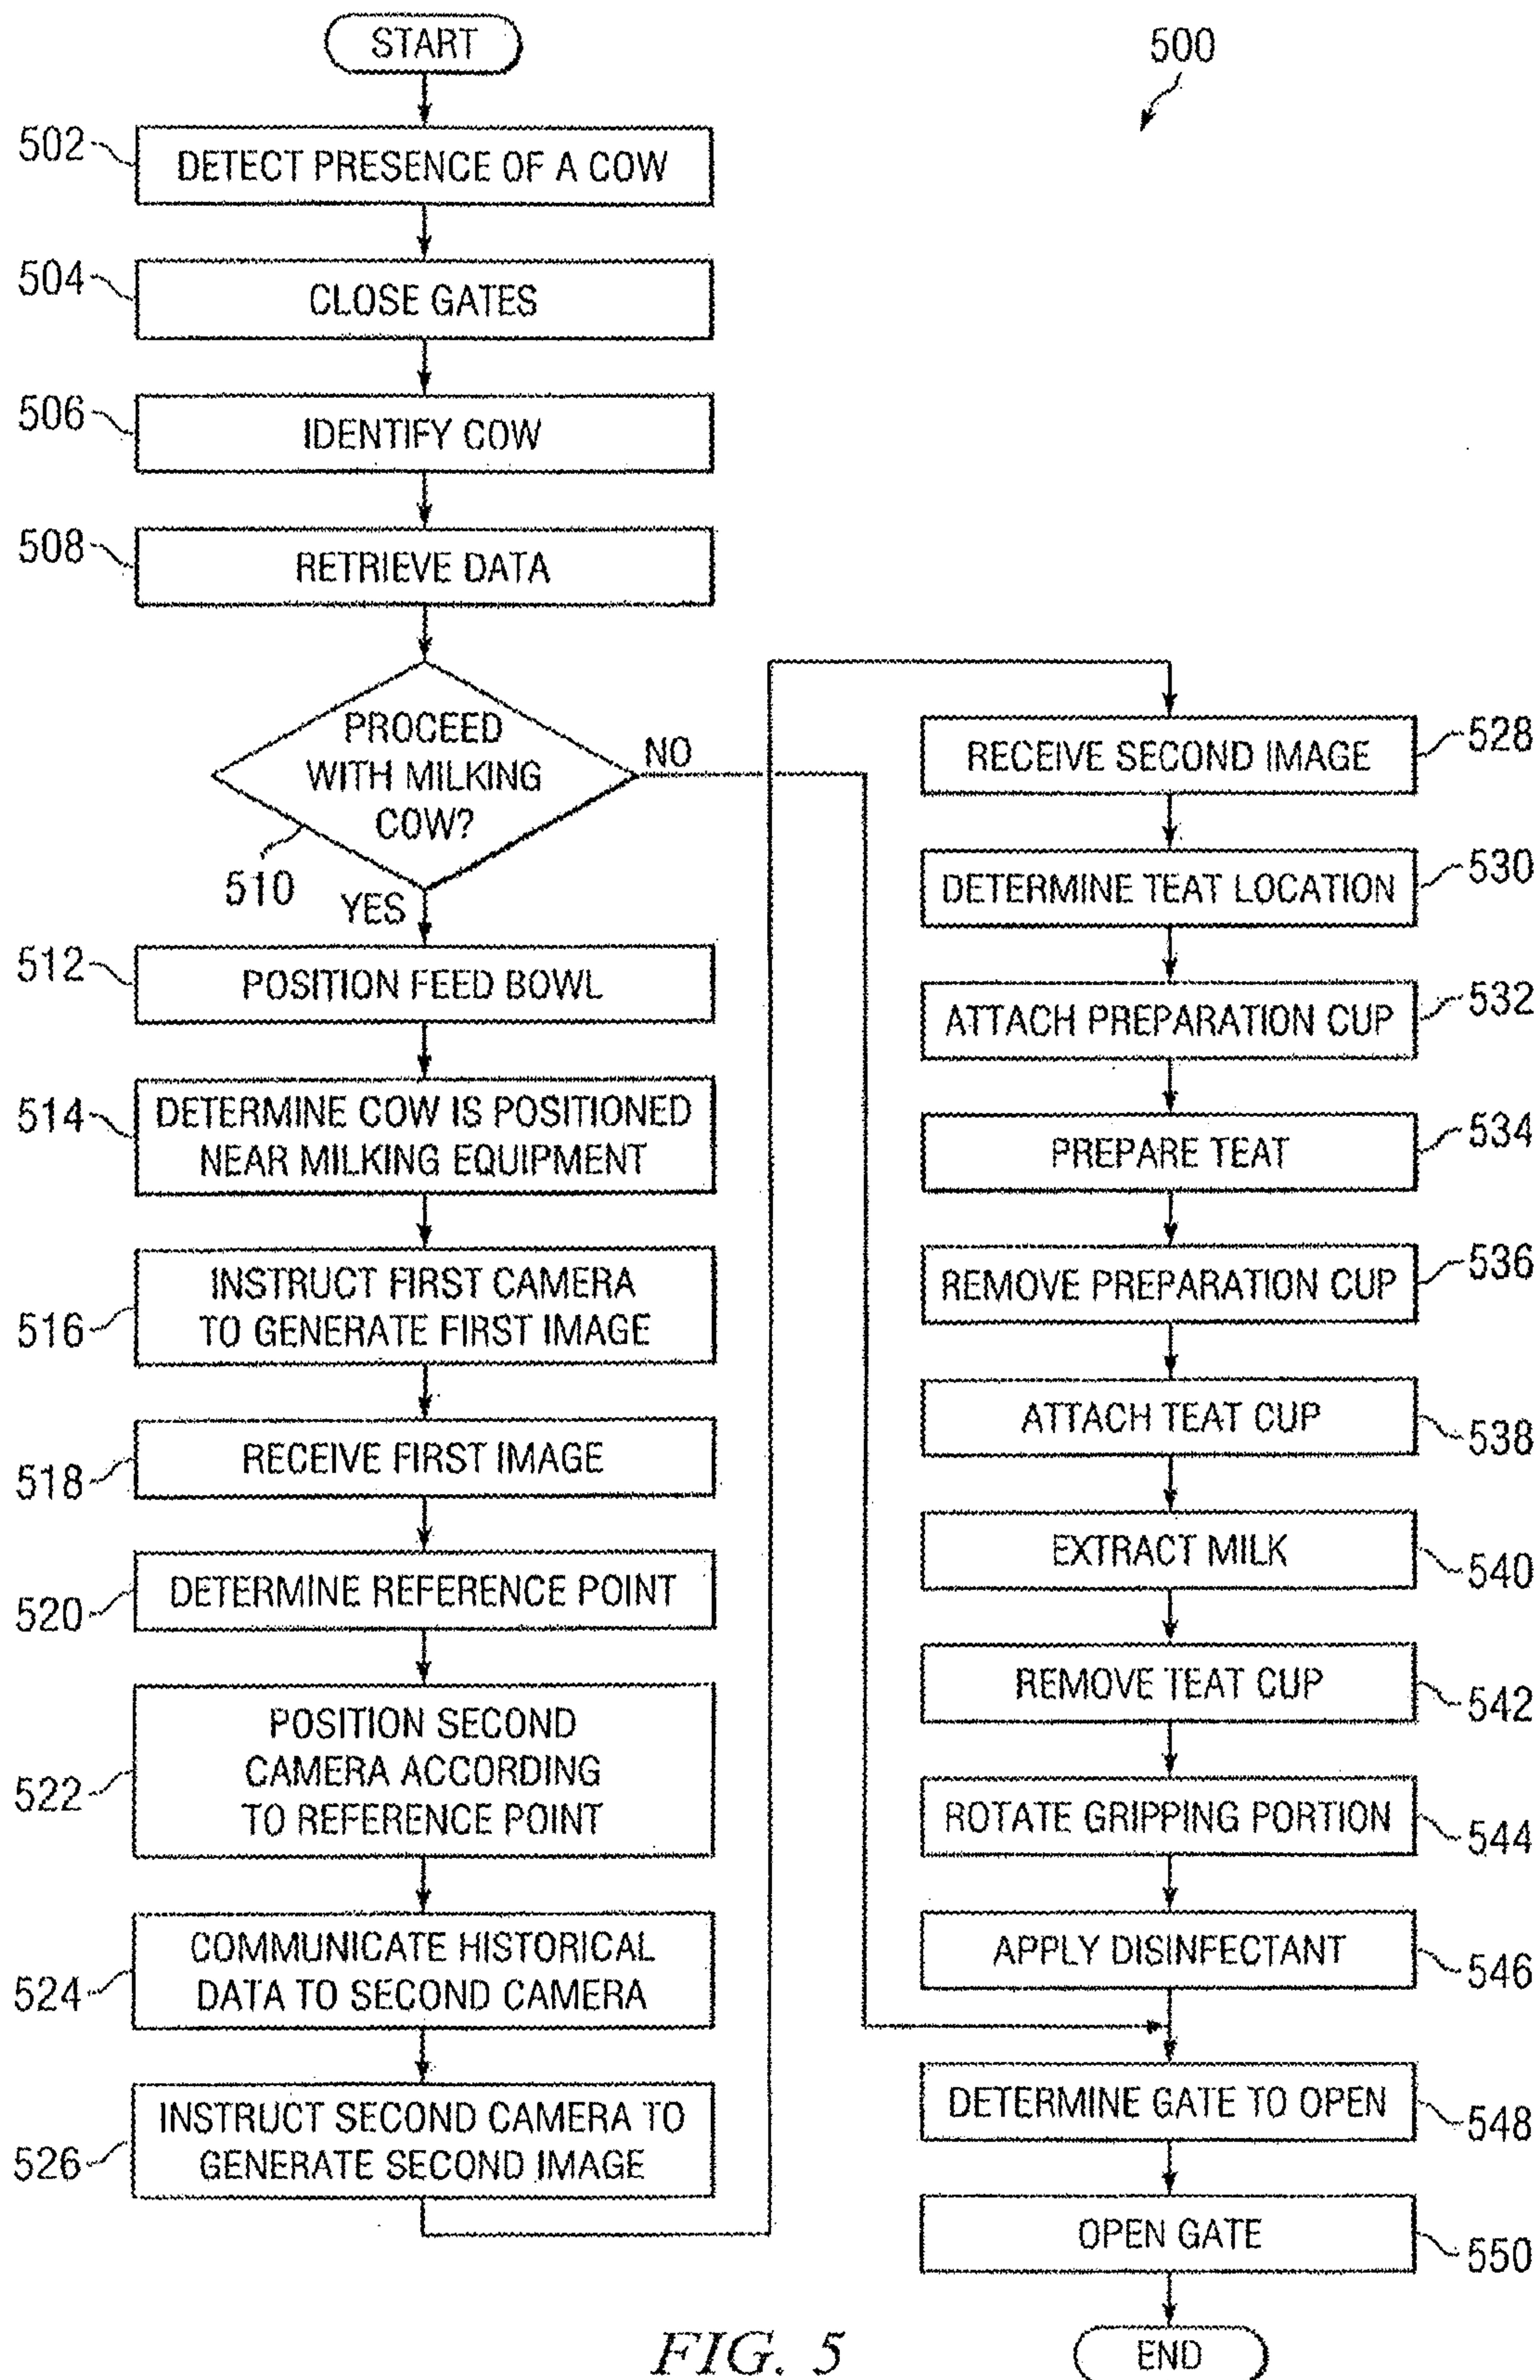 START
500
502
DETECT PRESENCE OF A COW
504
CLOSE GATES
506
IDENTIFY COW
508
RETRIEVE DATA
PROCEED
WITH MILKING
COW?
NO
510
YES
512
POSITION FEED BOWL
514
DETERMINE COW IS POSITIONED
NEAR MILKING EQUIPMENT
516
INSTRUCT FIRST CAMERA
TO GENERATE FIRST IMAGE
518
RECEIVE FIRST IMAGE
520
DETERMINE REFERENCE POINT
522
POSITION SECOND
CAMERA ACCORDING
TO REFERENCE POINT
524
COMMUNICATE HISTORICAL
DATA TO SECOND CAMERA
526
INSTRUCT SECOND CAMERA TO
GENERATE SECOND IMAGE
RECEIVE SECOND IMAGE
528
DETERMINE TEAT LOCATION
530
ATTACH PREPARATION CUP
532
PREPARE TEAT
534
REMOVE PREPARATION CUP
536
ATTACH TEAT CUP
538
EXTRACT MILK
540
REMOVE TEAT CUP
542
ROTATE GRIPPING PORTION
544
APPLY DISINFECTANT
546
DETERMINE GATE TO OPEN
548
OPEN GATE
550
END
FIG. 5